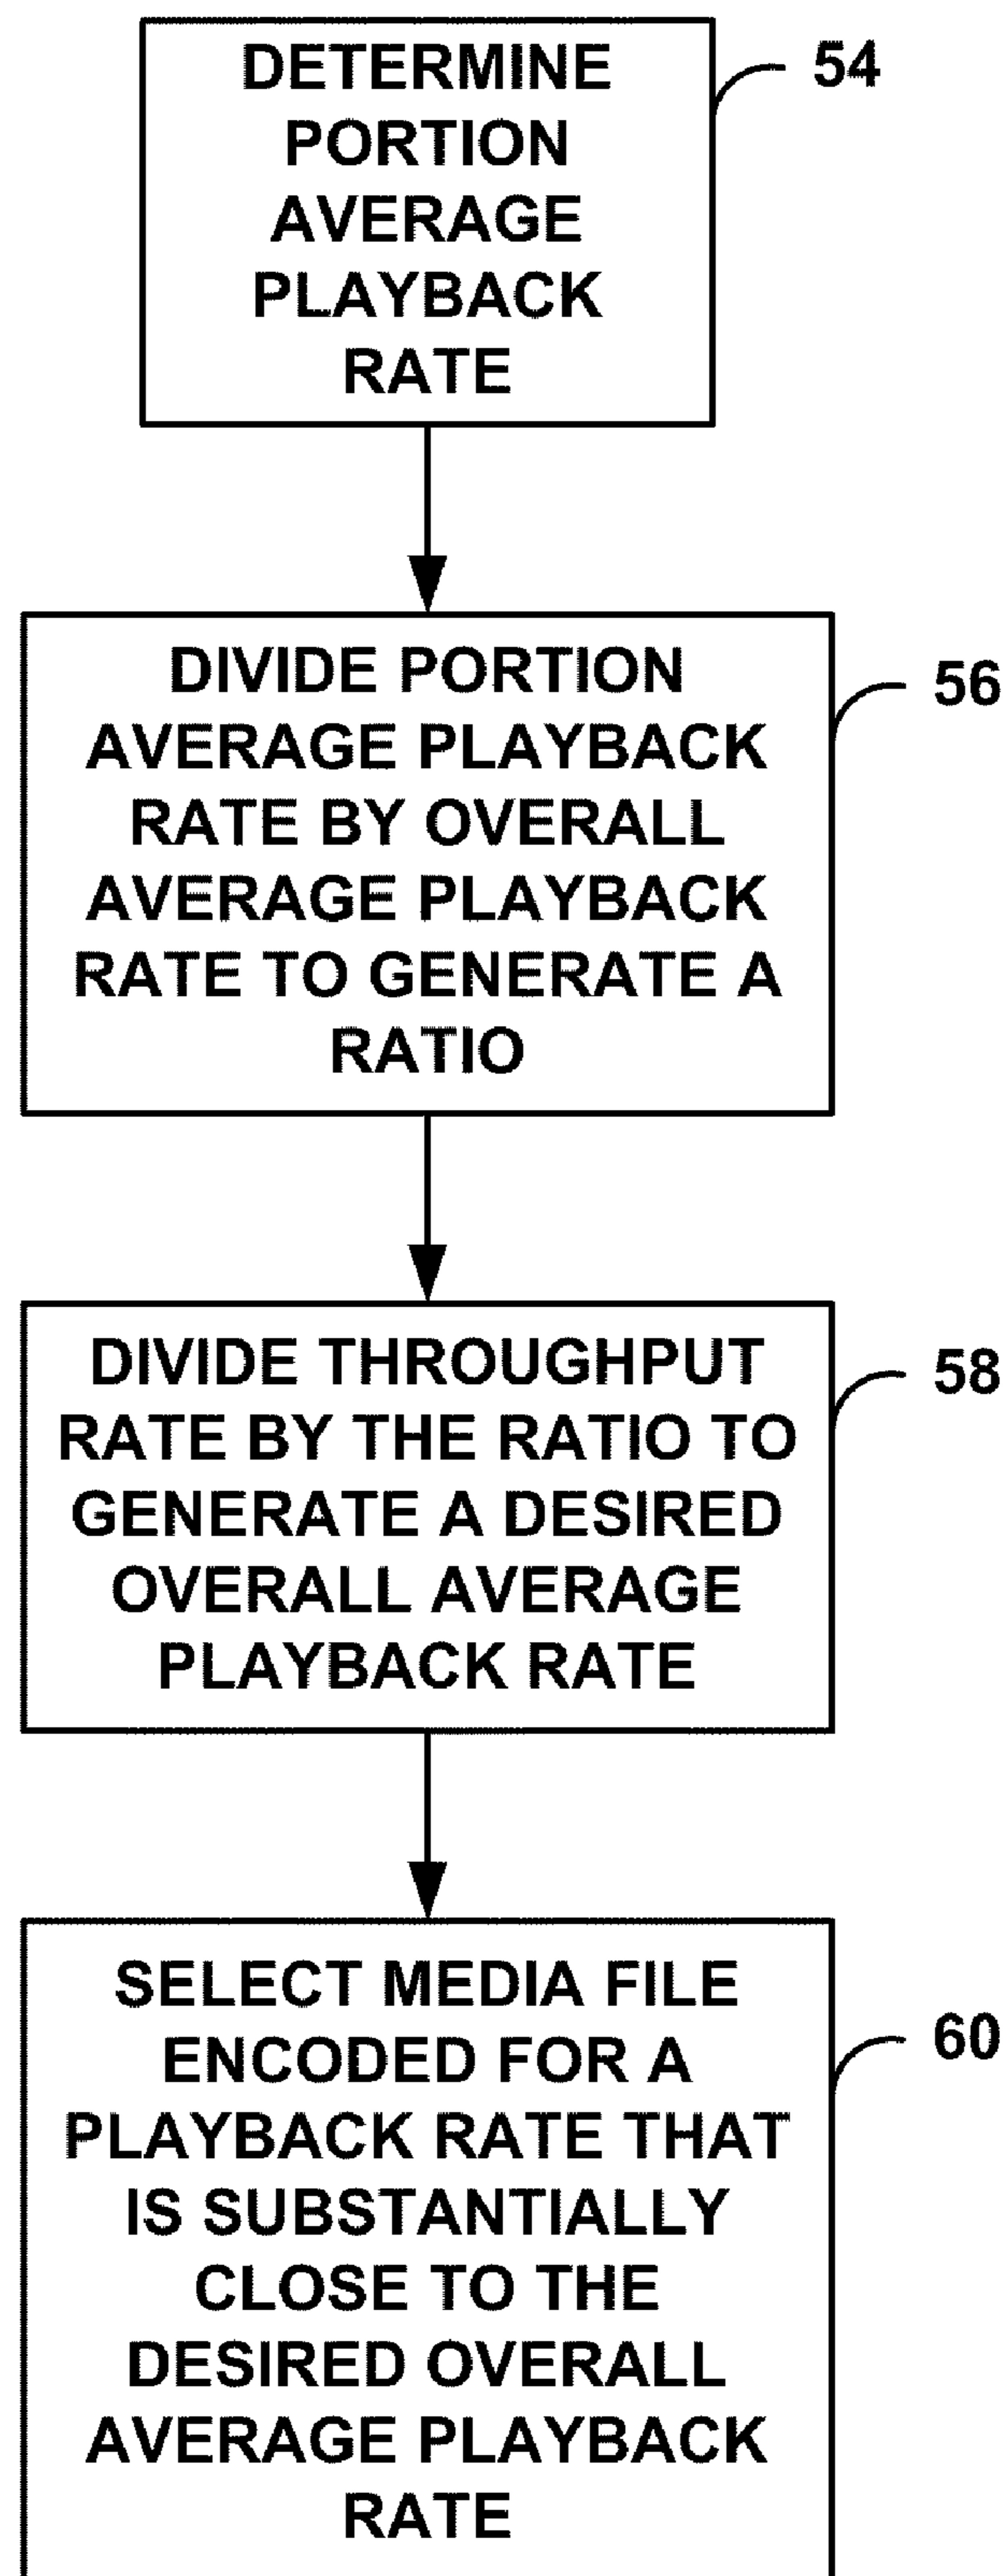 DETERMINE
PORTION
AVERAGE
PLAYBACK
RATE
54
DIVIDE PORTION
AVERAGE PLAYBACK
RATE BY OVERALL
AVERAGE PLAYBACK
RATE TO GENERATE A
RATIO
56
DIVIDE THROUGHPUT
RATE BY THE RATIO TO
GENERATE A DESIRED
OVERALL AVERAGE
PLAYBACK RATE
58
SELECT MEDIA FILE
ENCODED FOR A
PLAYBACK RATE THAT
IS SUBSTANTIALLY
CLOSE TO THE
DESIRED OVERALL
AVERAGE PLAYBACK
RATE
60